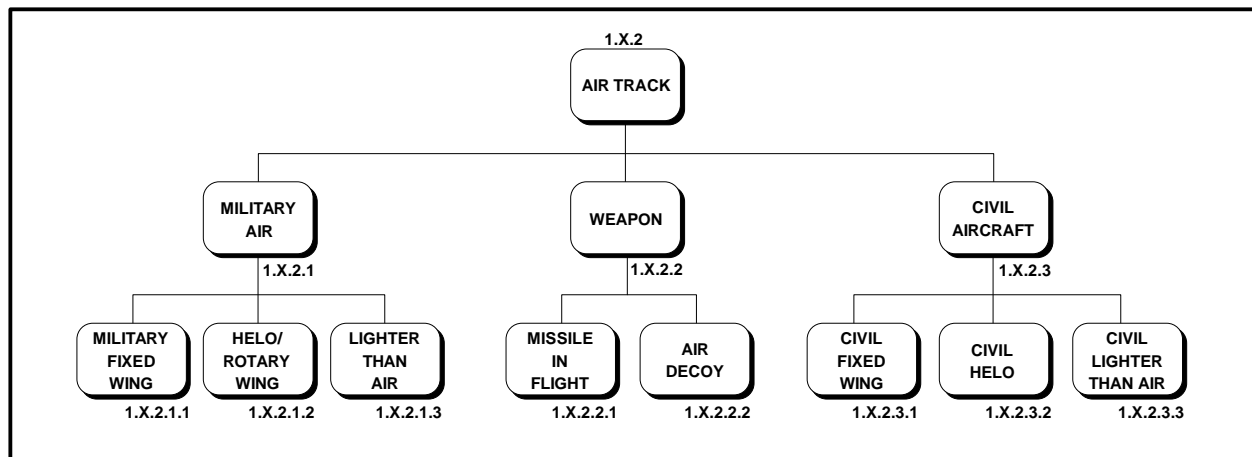 1.X.2
AIR TRACK
MILITARY
AIR
1.X.2.1
WEAPON
1.X.2.2
CIVIL
AIRCRAFT
1.X.2.3
MILITARY
FIXED
WING
1.X.2.1.1
HELO/
ROTARY
WING
1.X.2.1.2
LIGHTER
THAN
AIR
1.X.2.1.3
MISSILE
IN
FLIGHT
1.X.2.2.1
AIR
DECOY
1.X.2.2.2
CIVIL
FIXED
WING
1.X.2.3.1
CIVIL
HELO
1.X.2.3.2
CIVIL
LIGHTER
THAN AIR
1.X.2.3.3